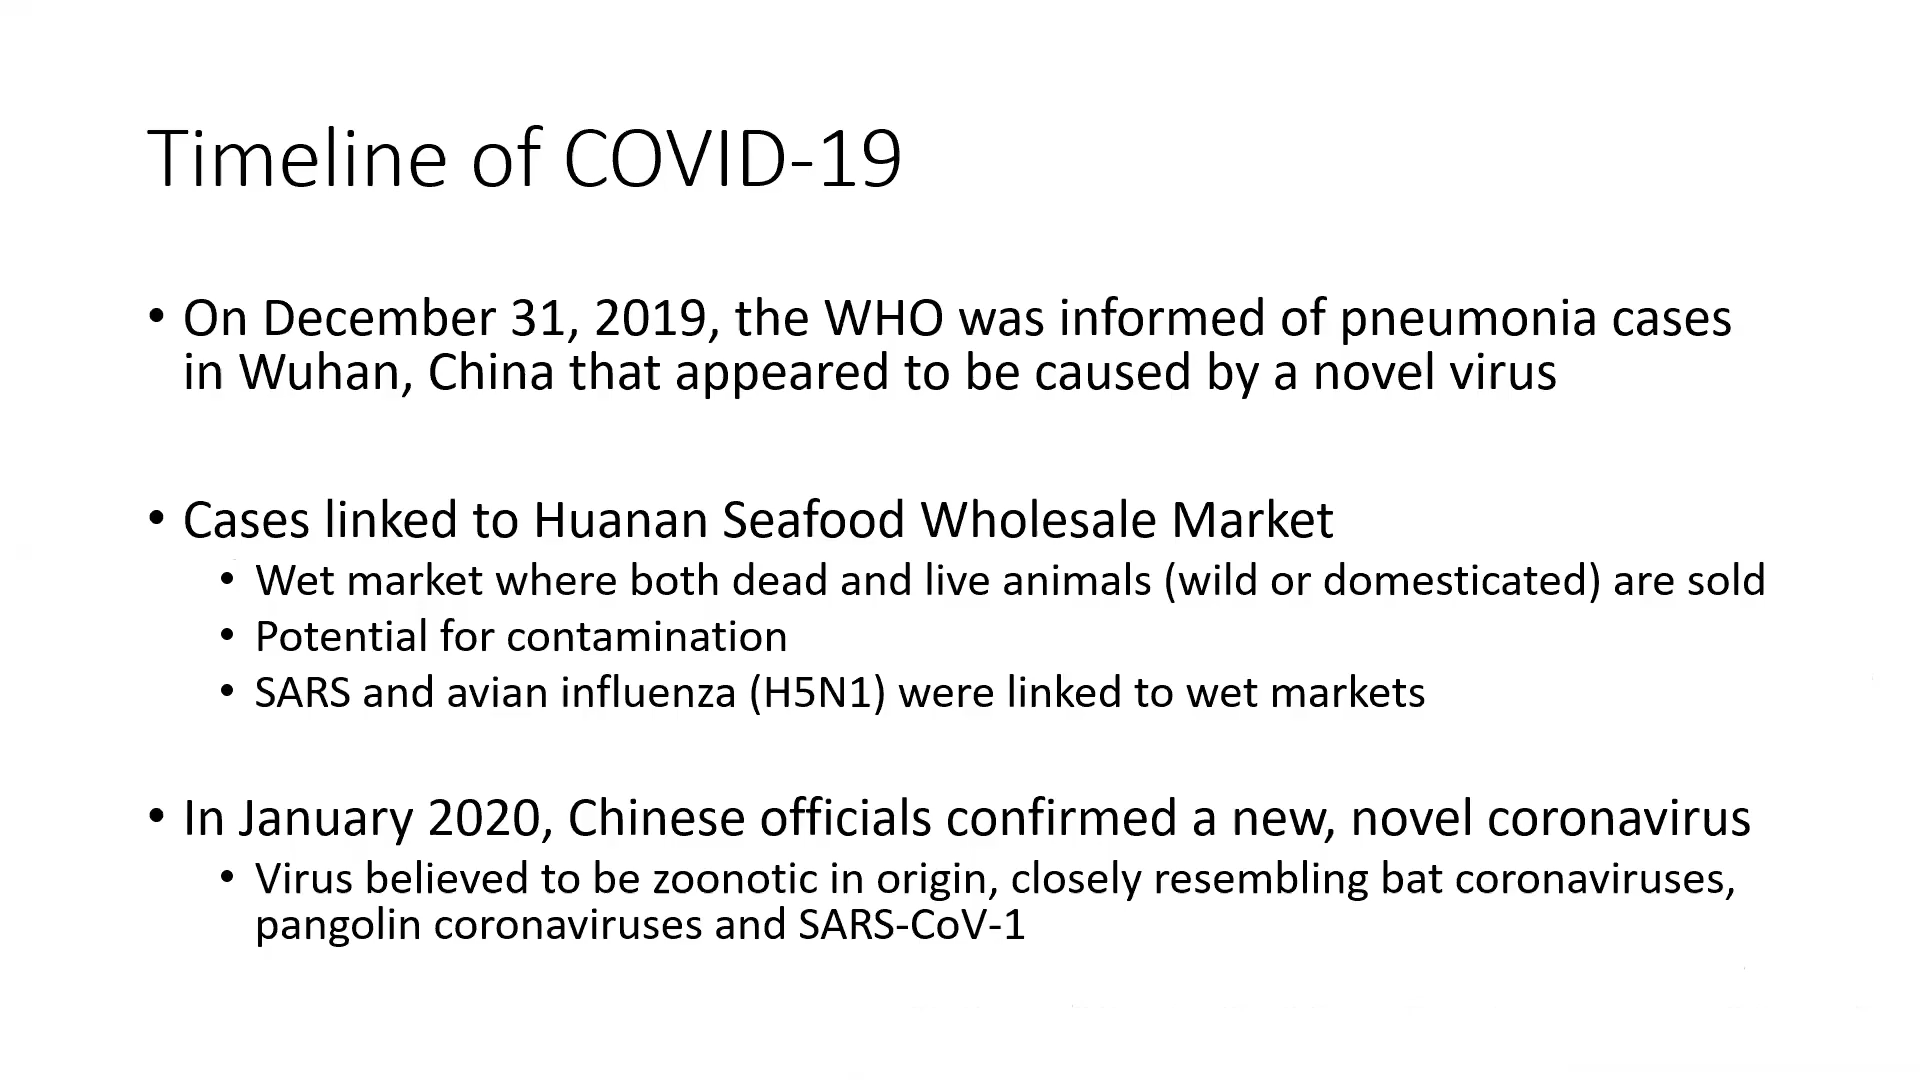 Timeline of COVID-19
• On December 31, 2019, the WHO was informed of pneumonia cases
in Wuhan, China that appeared to be caused by a novel virus
• Cases linked to Huanan Seafood Wholesale Market
• Wet market where both dead and live animals (wild or domesticated) are sold
• Potential for contamination
• SARS and avian influenza (H5N1) were linked to wet markets
• In January 2020, Chinese officials confirmed a new, novel coronavirus
• Virus believed to be zoonotic in origin, closely resembling bat coronaviruses,
pangolin coronaviruses and SARS-CoV-1